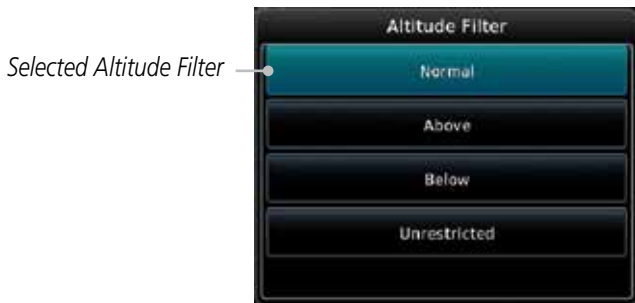 Altitude Filter
Selected Altitude Filter
Normal
Above
Below
Unrestricted